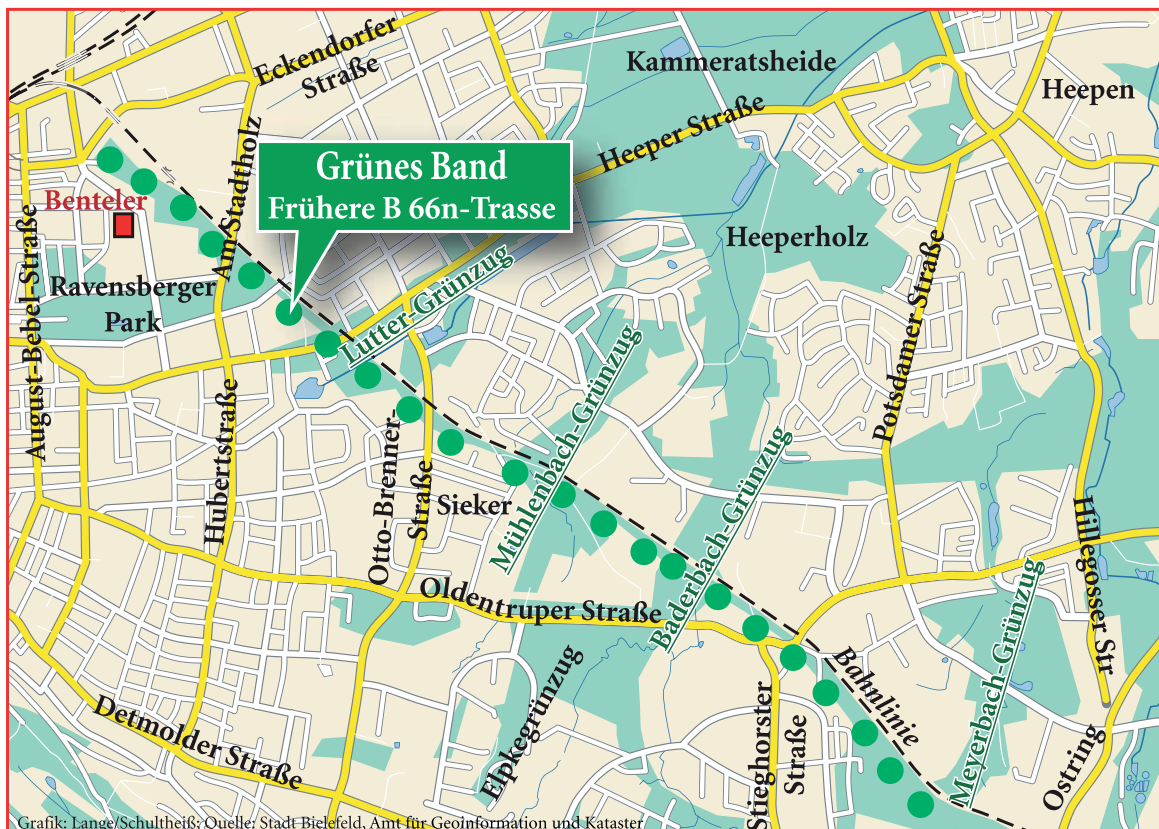 Eckendorfer
Straße
Kammeratsheide
Heepen
Heeper Straße
Am Stadtholz
Grünes Band
Frühere B 66n-Trasse
Benteler
Heeperholz
Ravensberger
Park
Lutter-Grünzug
August-Bebel-Straße
Potsdamer Straße
Mühlenbach-Grünzug
Hubertstraße
Otto-Brenner-
Straße
Sieker
Baderbach-Grünzug
Hillegosser Str
Oldentruper Straße
Meyerbach-Grünzug
Bahnlinie
Elpkegrünzug
Stieghorster
Straße
Detmolder Straße
Ostring
Grafik: Lange/Schultheiß; Quelle: Stadt Bielefeld, Amt für Geoinformation und Kataster